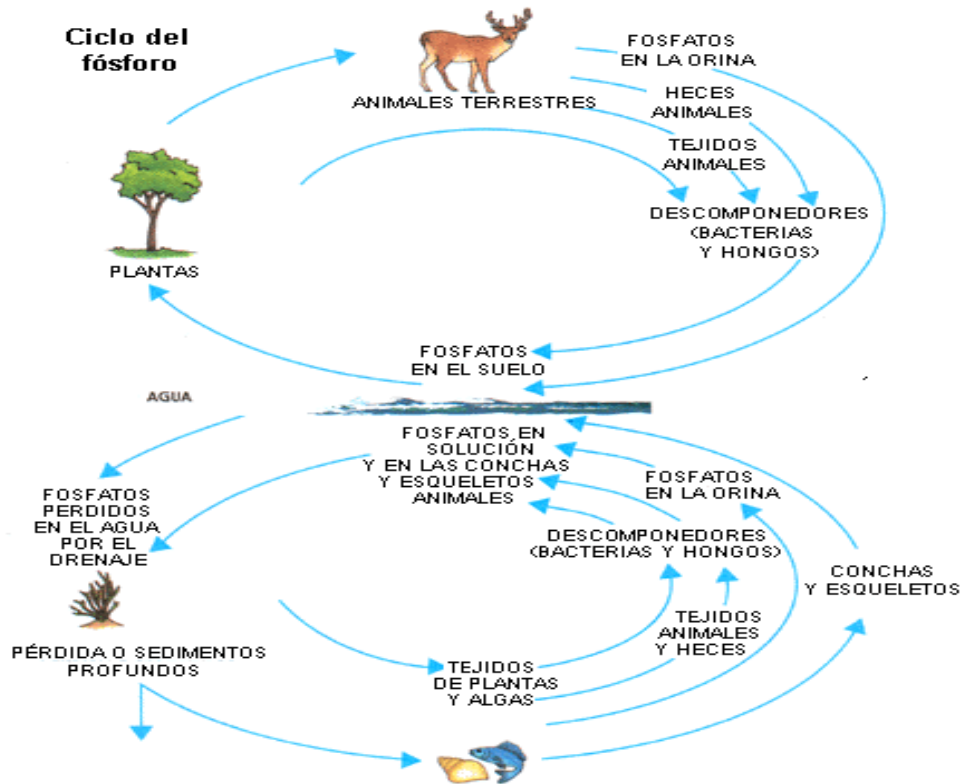 Ciclo del
fósforo
FOSFATOS
EN LA ORINA
HECES
ANIMALES
ANIMALES TERRESTRES
TEJIDOS
ANIMALES
DESCOMPONEDORES
(BACTERIAS
Y HONGOS)
PLANTAS
FOSFATOS
EN EL SUELO
AGUA
FOSFATOS EN
SOLUCIÓN
Y EN LAS CONCHAS
Y ESQUELETOS
ANIMALES
FOSFATOS
EN LA ORINA
FOSFATOS
PERDIDOS
EN EL AGUA
POR EL
DRENAJE
DESCOMPONEDORES
(BACTERIAS Y HONGOS)
CONCHAS
Y ESQUELETOS
TEJIDOS
ANIMALES
Y HECES
PÉRDIDA O SEDIMENTOS
PROFUNDOS
TEJIDOS
DE PLANTAS
Y ALGAS